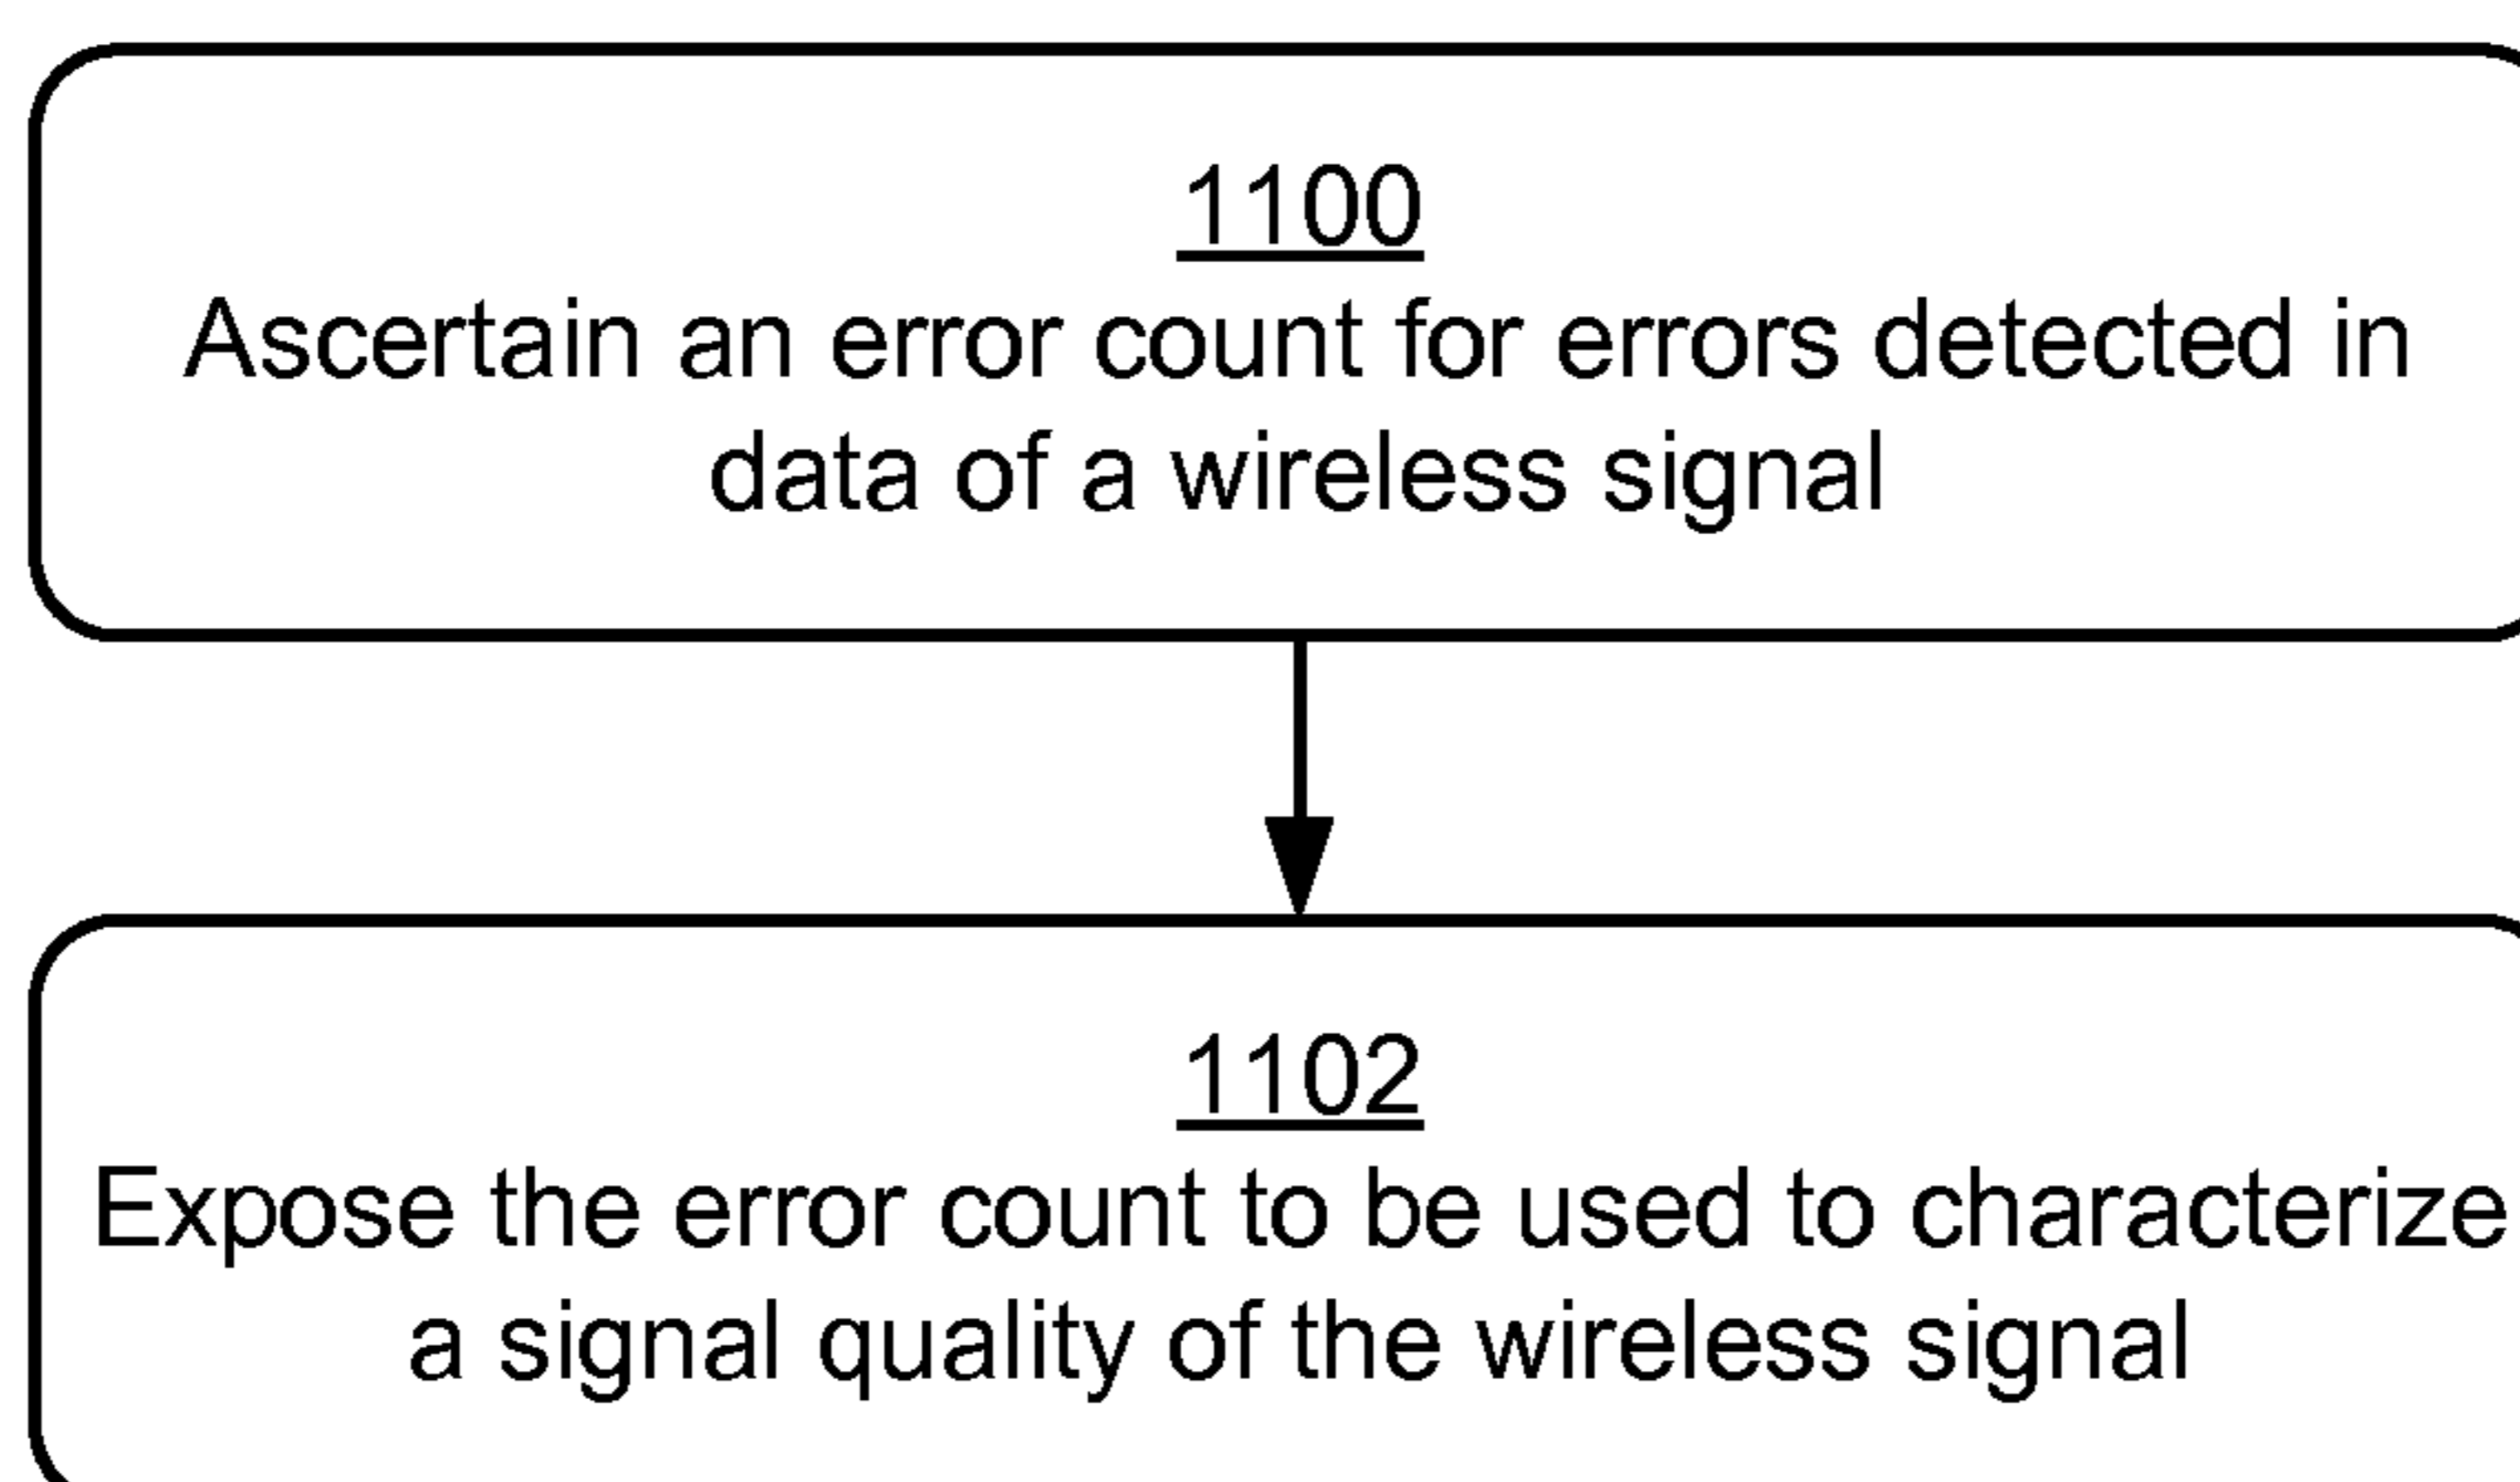 1100
Ascertain an error count for errors detected in
data of a wireless signal
1102
Expose the error count to be used to characterize
a signal quality of the wireless signal